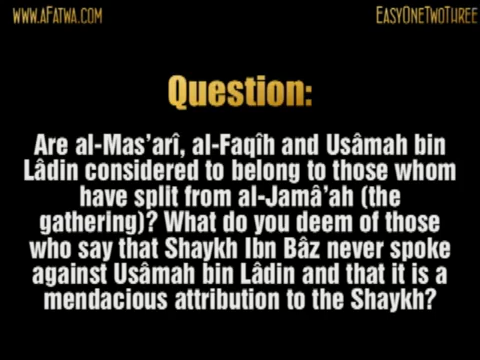 www.aFatwa.com EasyOneTwoThree
Question:
Are al-Mas’arî, al-Faqîh and Usâmah bin
Lâdin considered to belong to those whom
have split from al-Jamâ’ah (the
gathering)? What do you deem of those
who say that Shaykh Ibn Bâz never spoke
against Usâmah bin Lâdin and that it is a
mendacious attribution to the Shaykh?